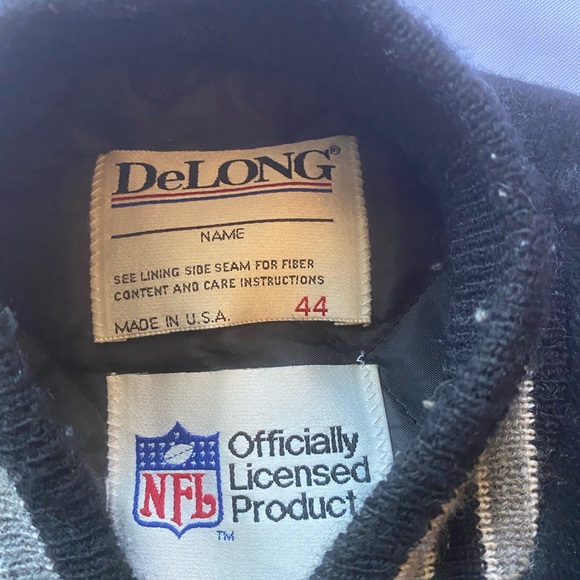 DeLONG®
NAME
SEE LINING SIDE SEAM FOR FIBER
CONTENT AND CARE INSTRUCTIONS
MADE IN U.S.A. 44
Officially
Licensed
Product
NFL
TM